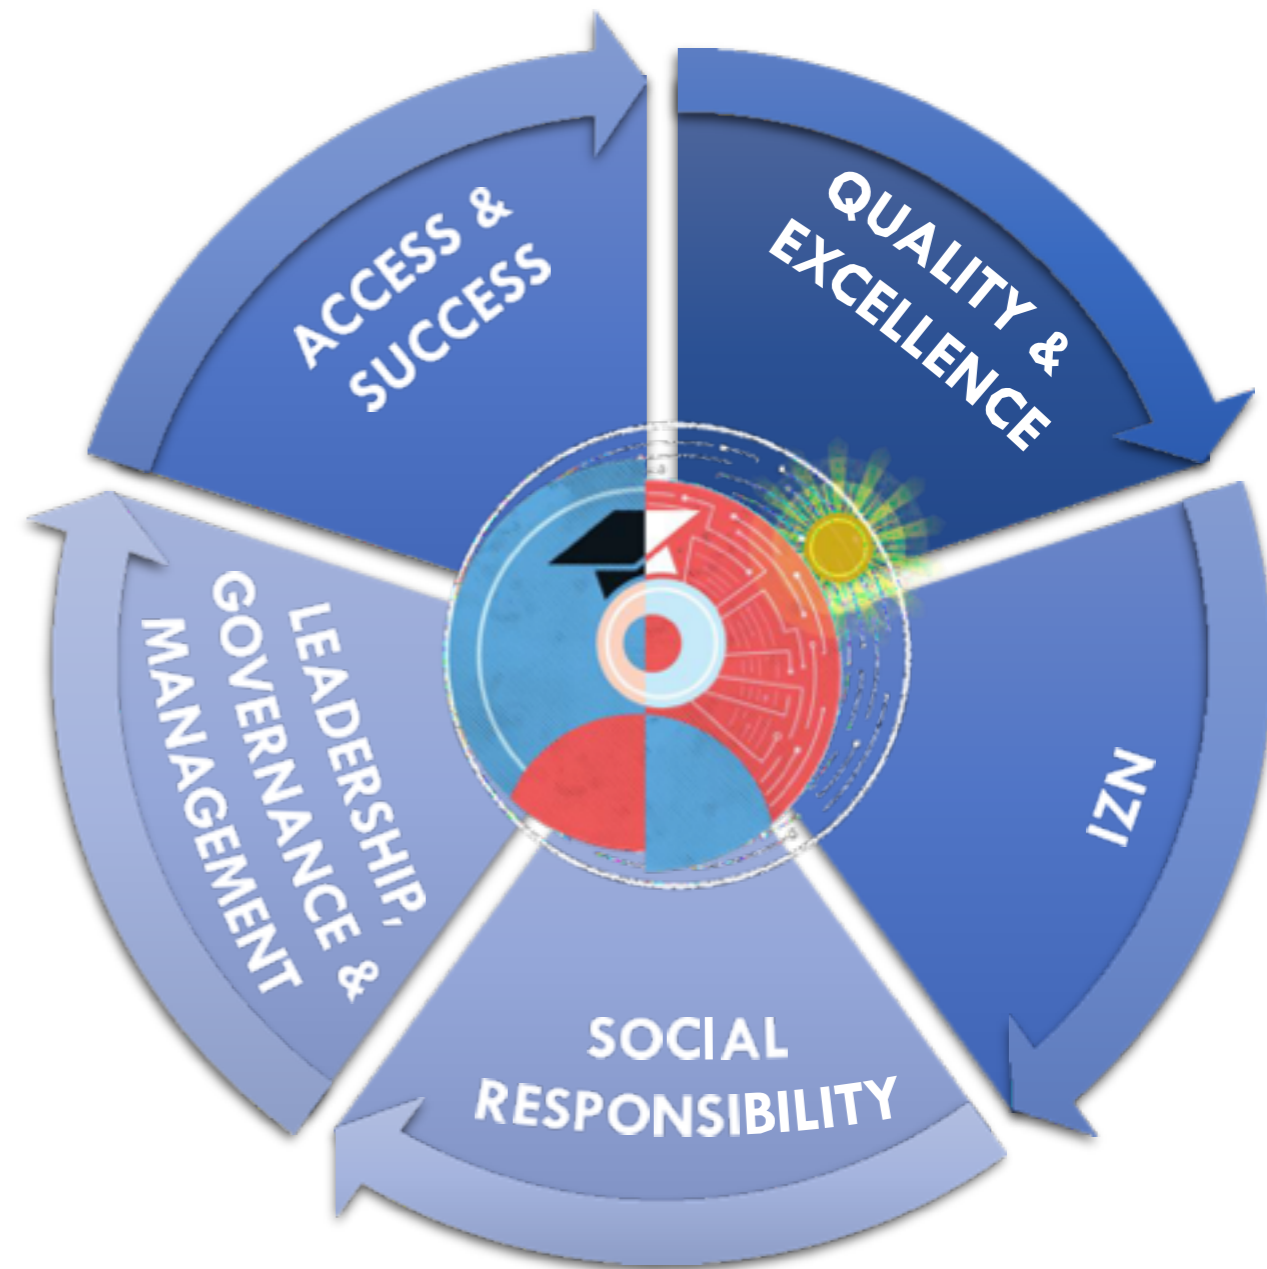 ACCESS &
SUCCESS
QUALITY &
EXCELLENCE
IZN
SOCIAL
RESPONSIBILITY
LEADERSHIP,
GOVERNANCE &
MANAGEMENT